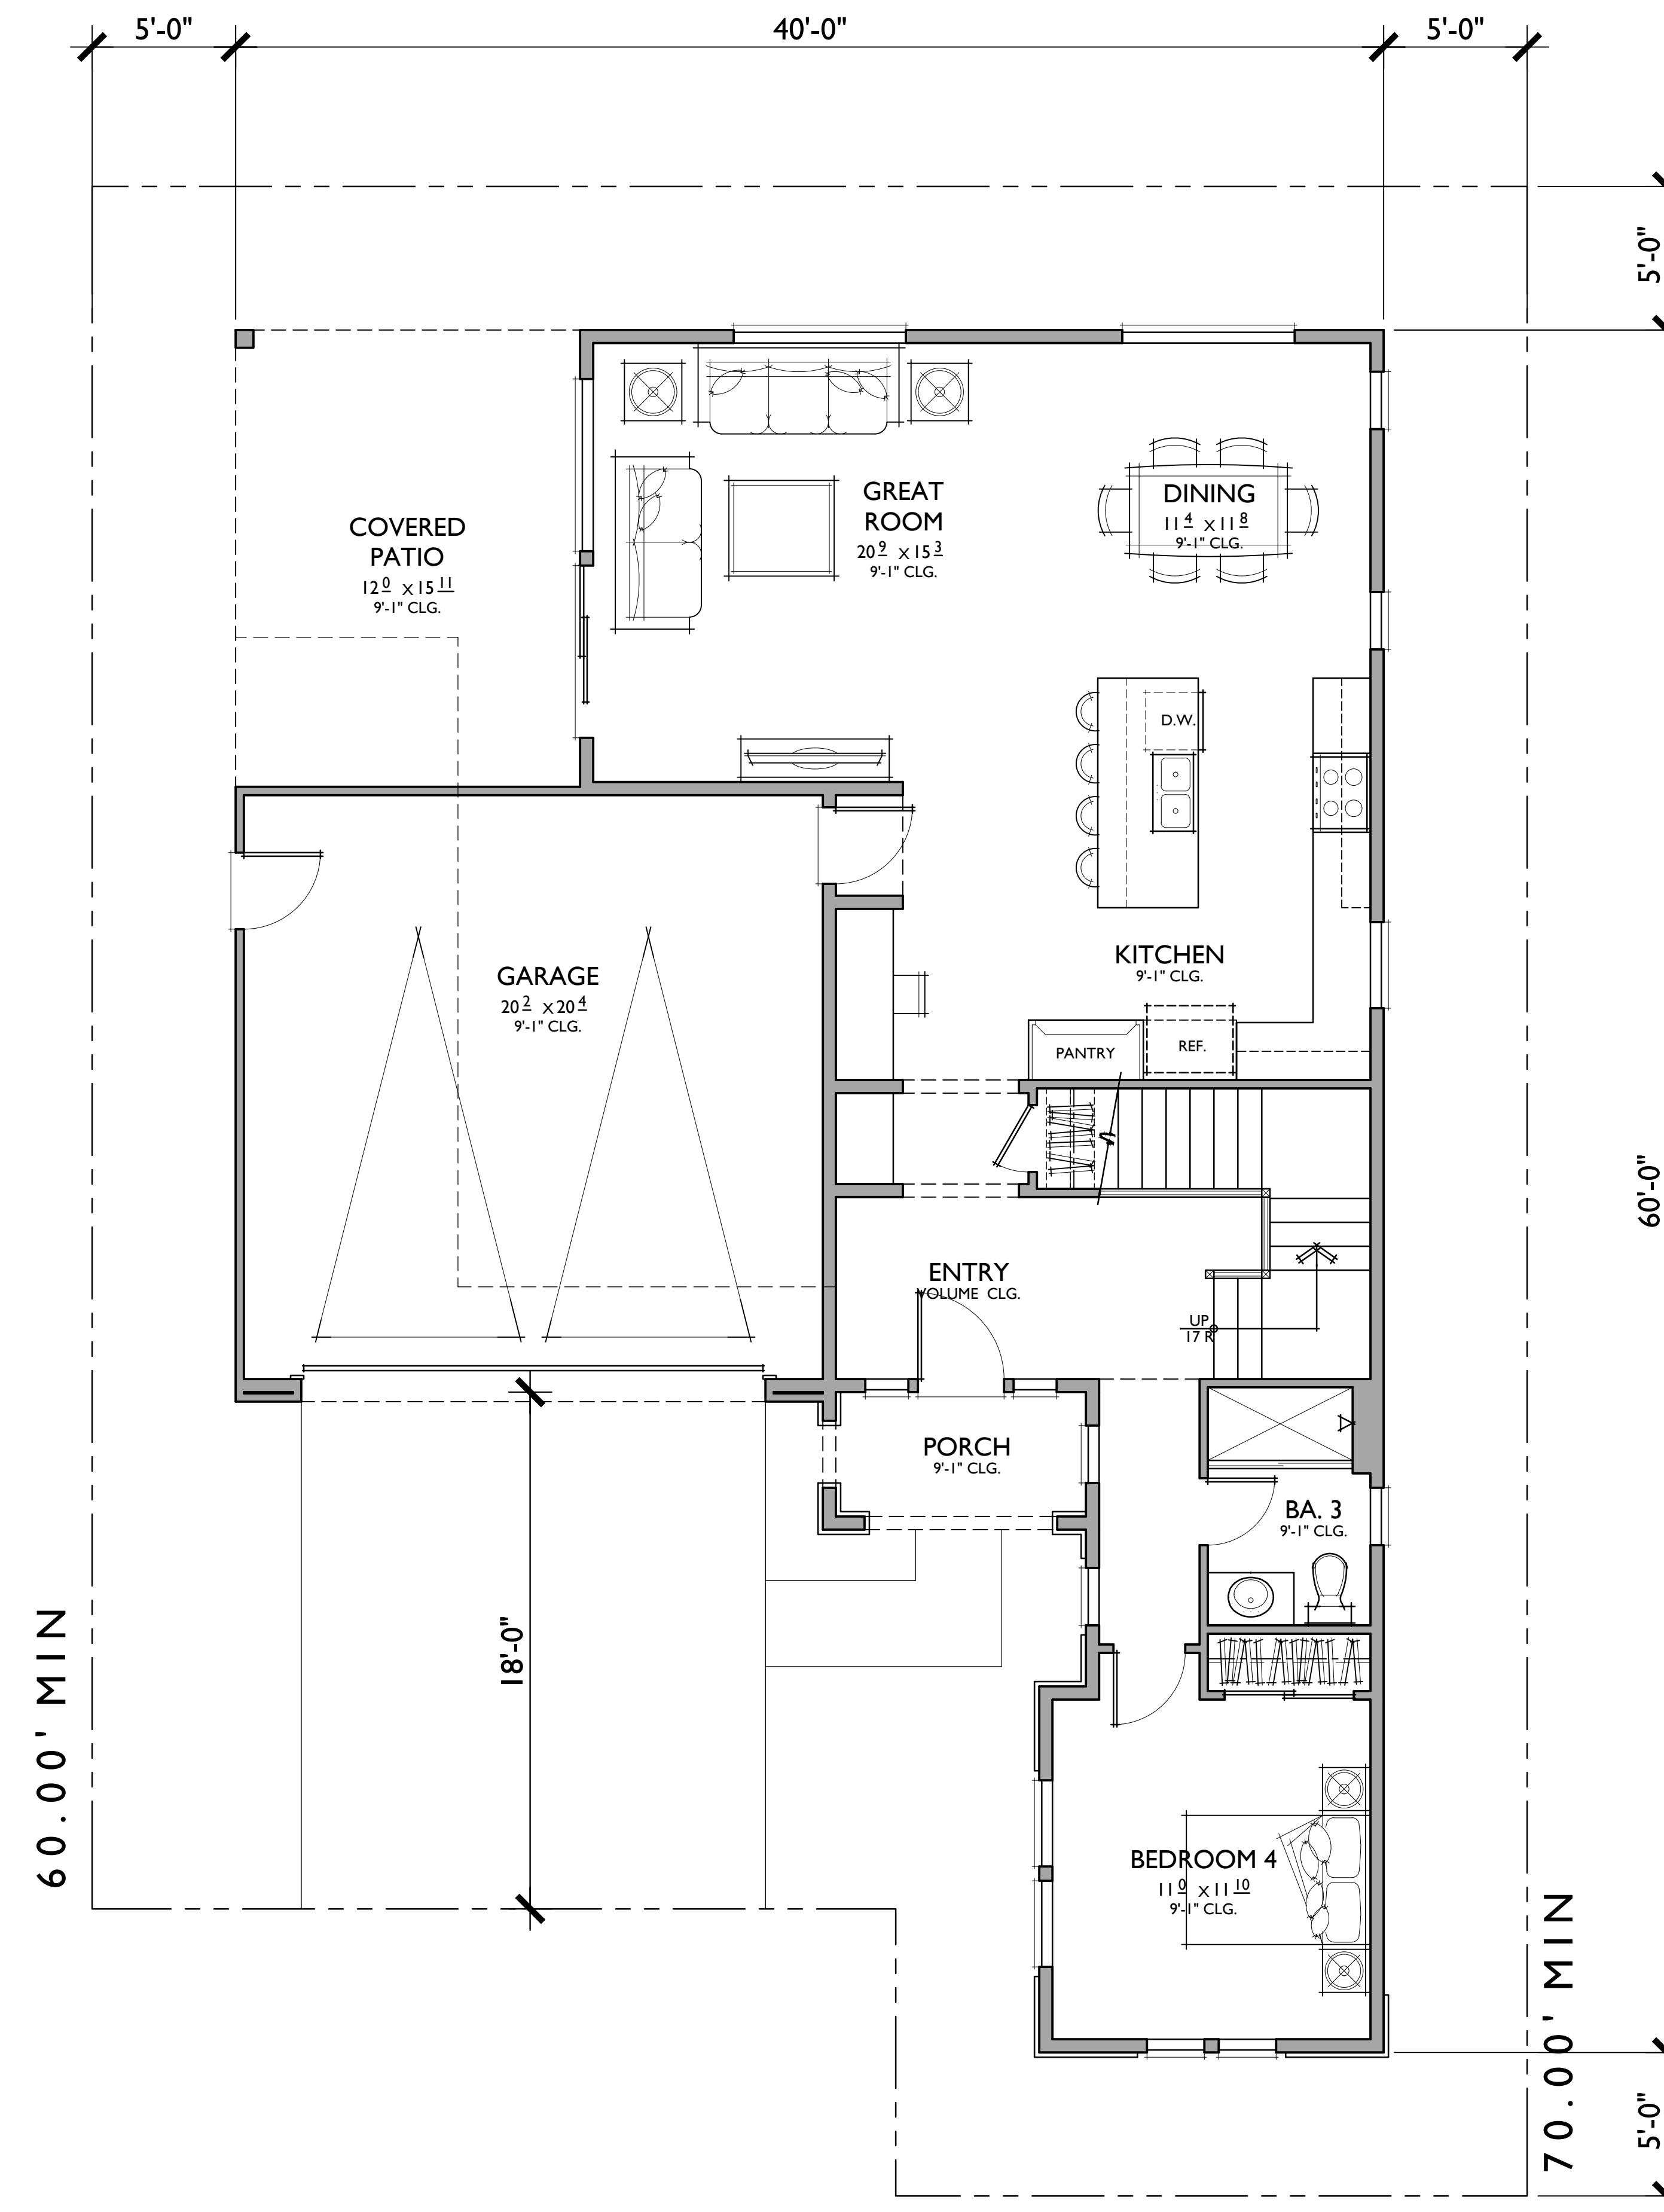 5'-0"
40'-0"
5'-0"
5'-0"
GREAT
ROOM
20 9 X 15 3
9'-1" CLG.
DINING
11 4 X 11 8
9'-1" CLG.
COVERED
PATIO
12 0 X 15 11
9'-1" CLG.
D.W.
KITCHEN
9'-1" CLG.
GARAGE
20 2 X 20 4
9'-1" CLG.
PANTRY
REF.
60'-0"
ENTRY
VOLUME CLG.
UP
17 R
PORCH
9'-1" CLG.
BA. 3
9'-1" CLG.
18'-0"
60.00' MIN
BEDROOM 4
11 0 X 11 10
9'-1" CLG.
70.00' MIN
5'-0"